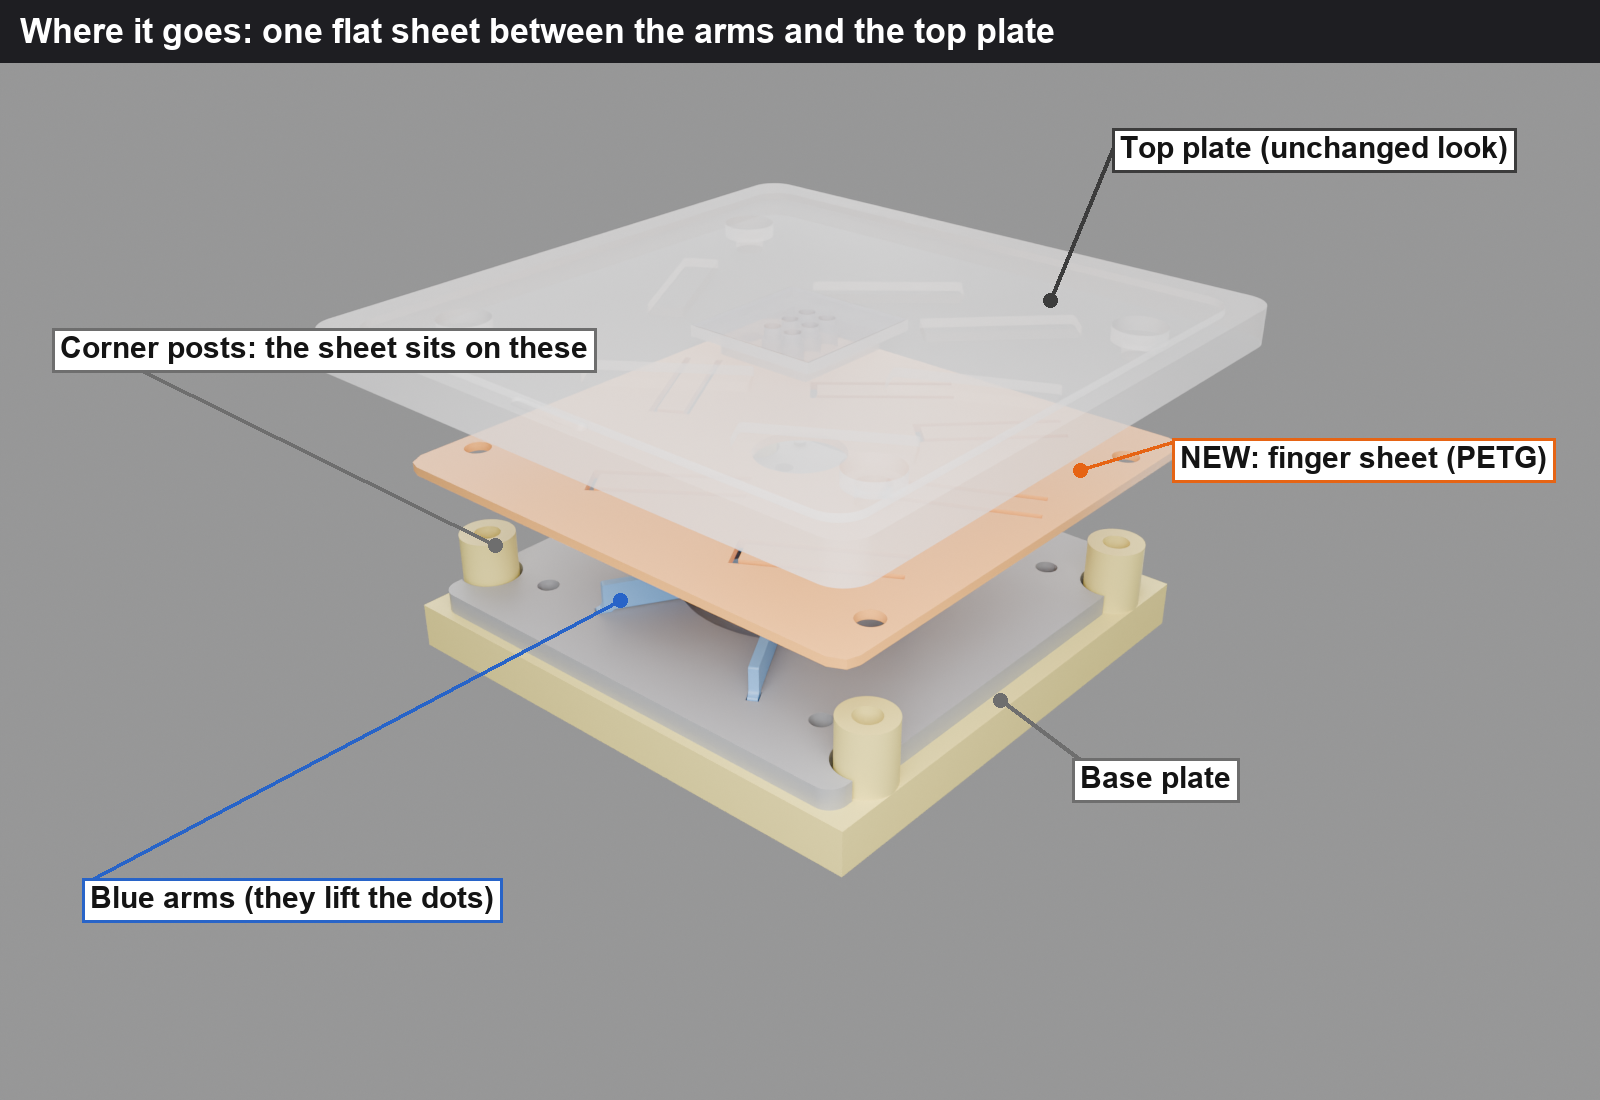 Where it goes: one flat sheet between the arms and the top plate
Top plate (unchanged look)
Corner posts: the sheet sits on these
NEW: finger sheet (PETG)
Base plate
Blue arms (they lift the dots)